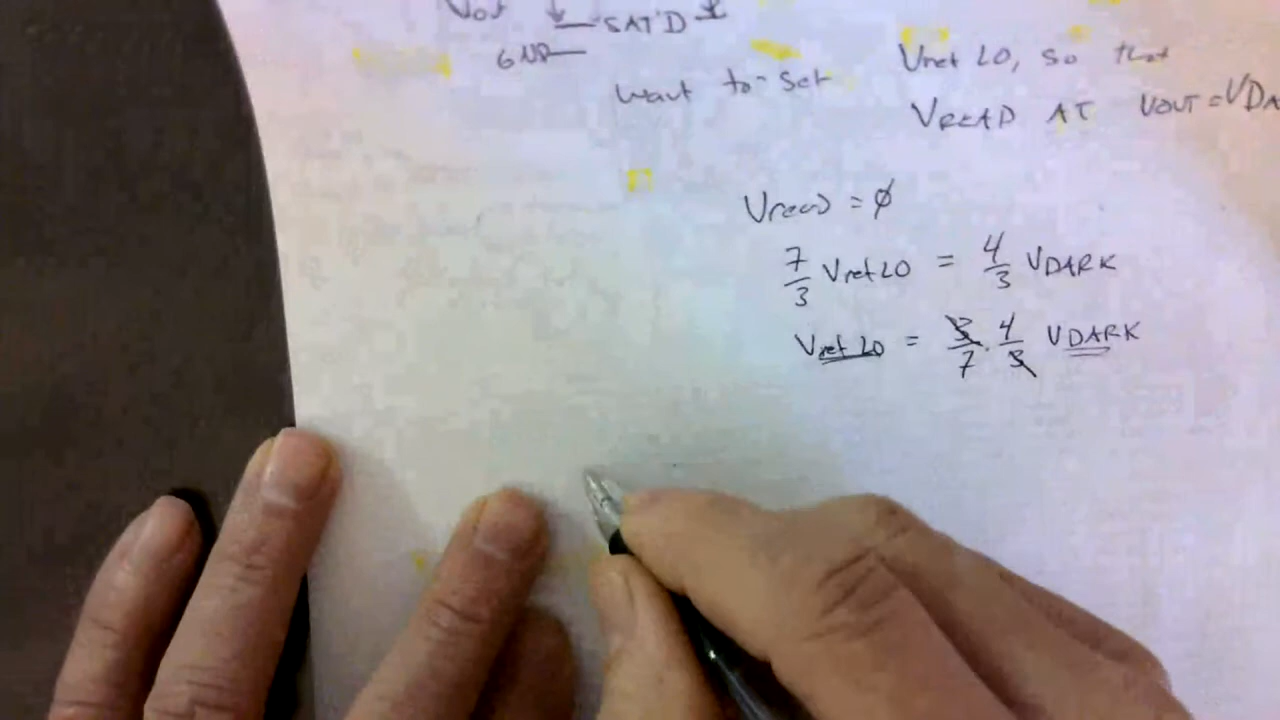 Vout SAT'D
GND
Want to set Vref LO, so that
VREAD AT VOUT = VDA
Vread = ∅
7/3 Vref LO = 4/3 VDARK
Vref LO = 3/7 · 4/3 VDARK